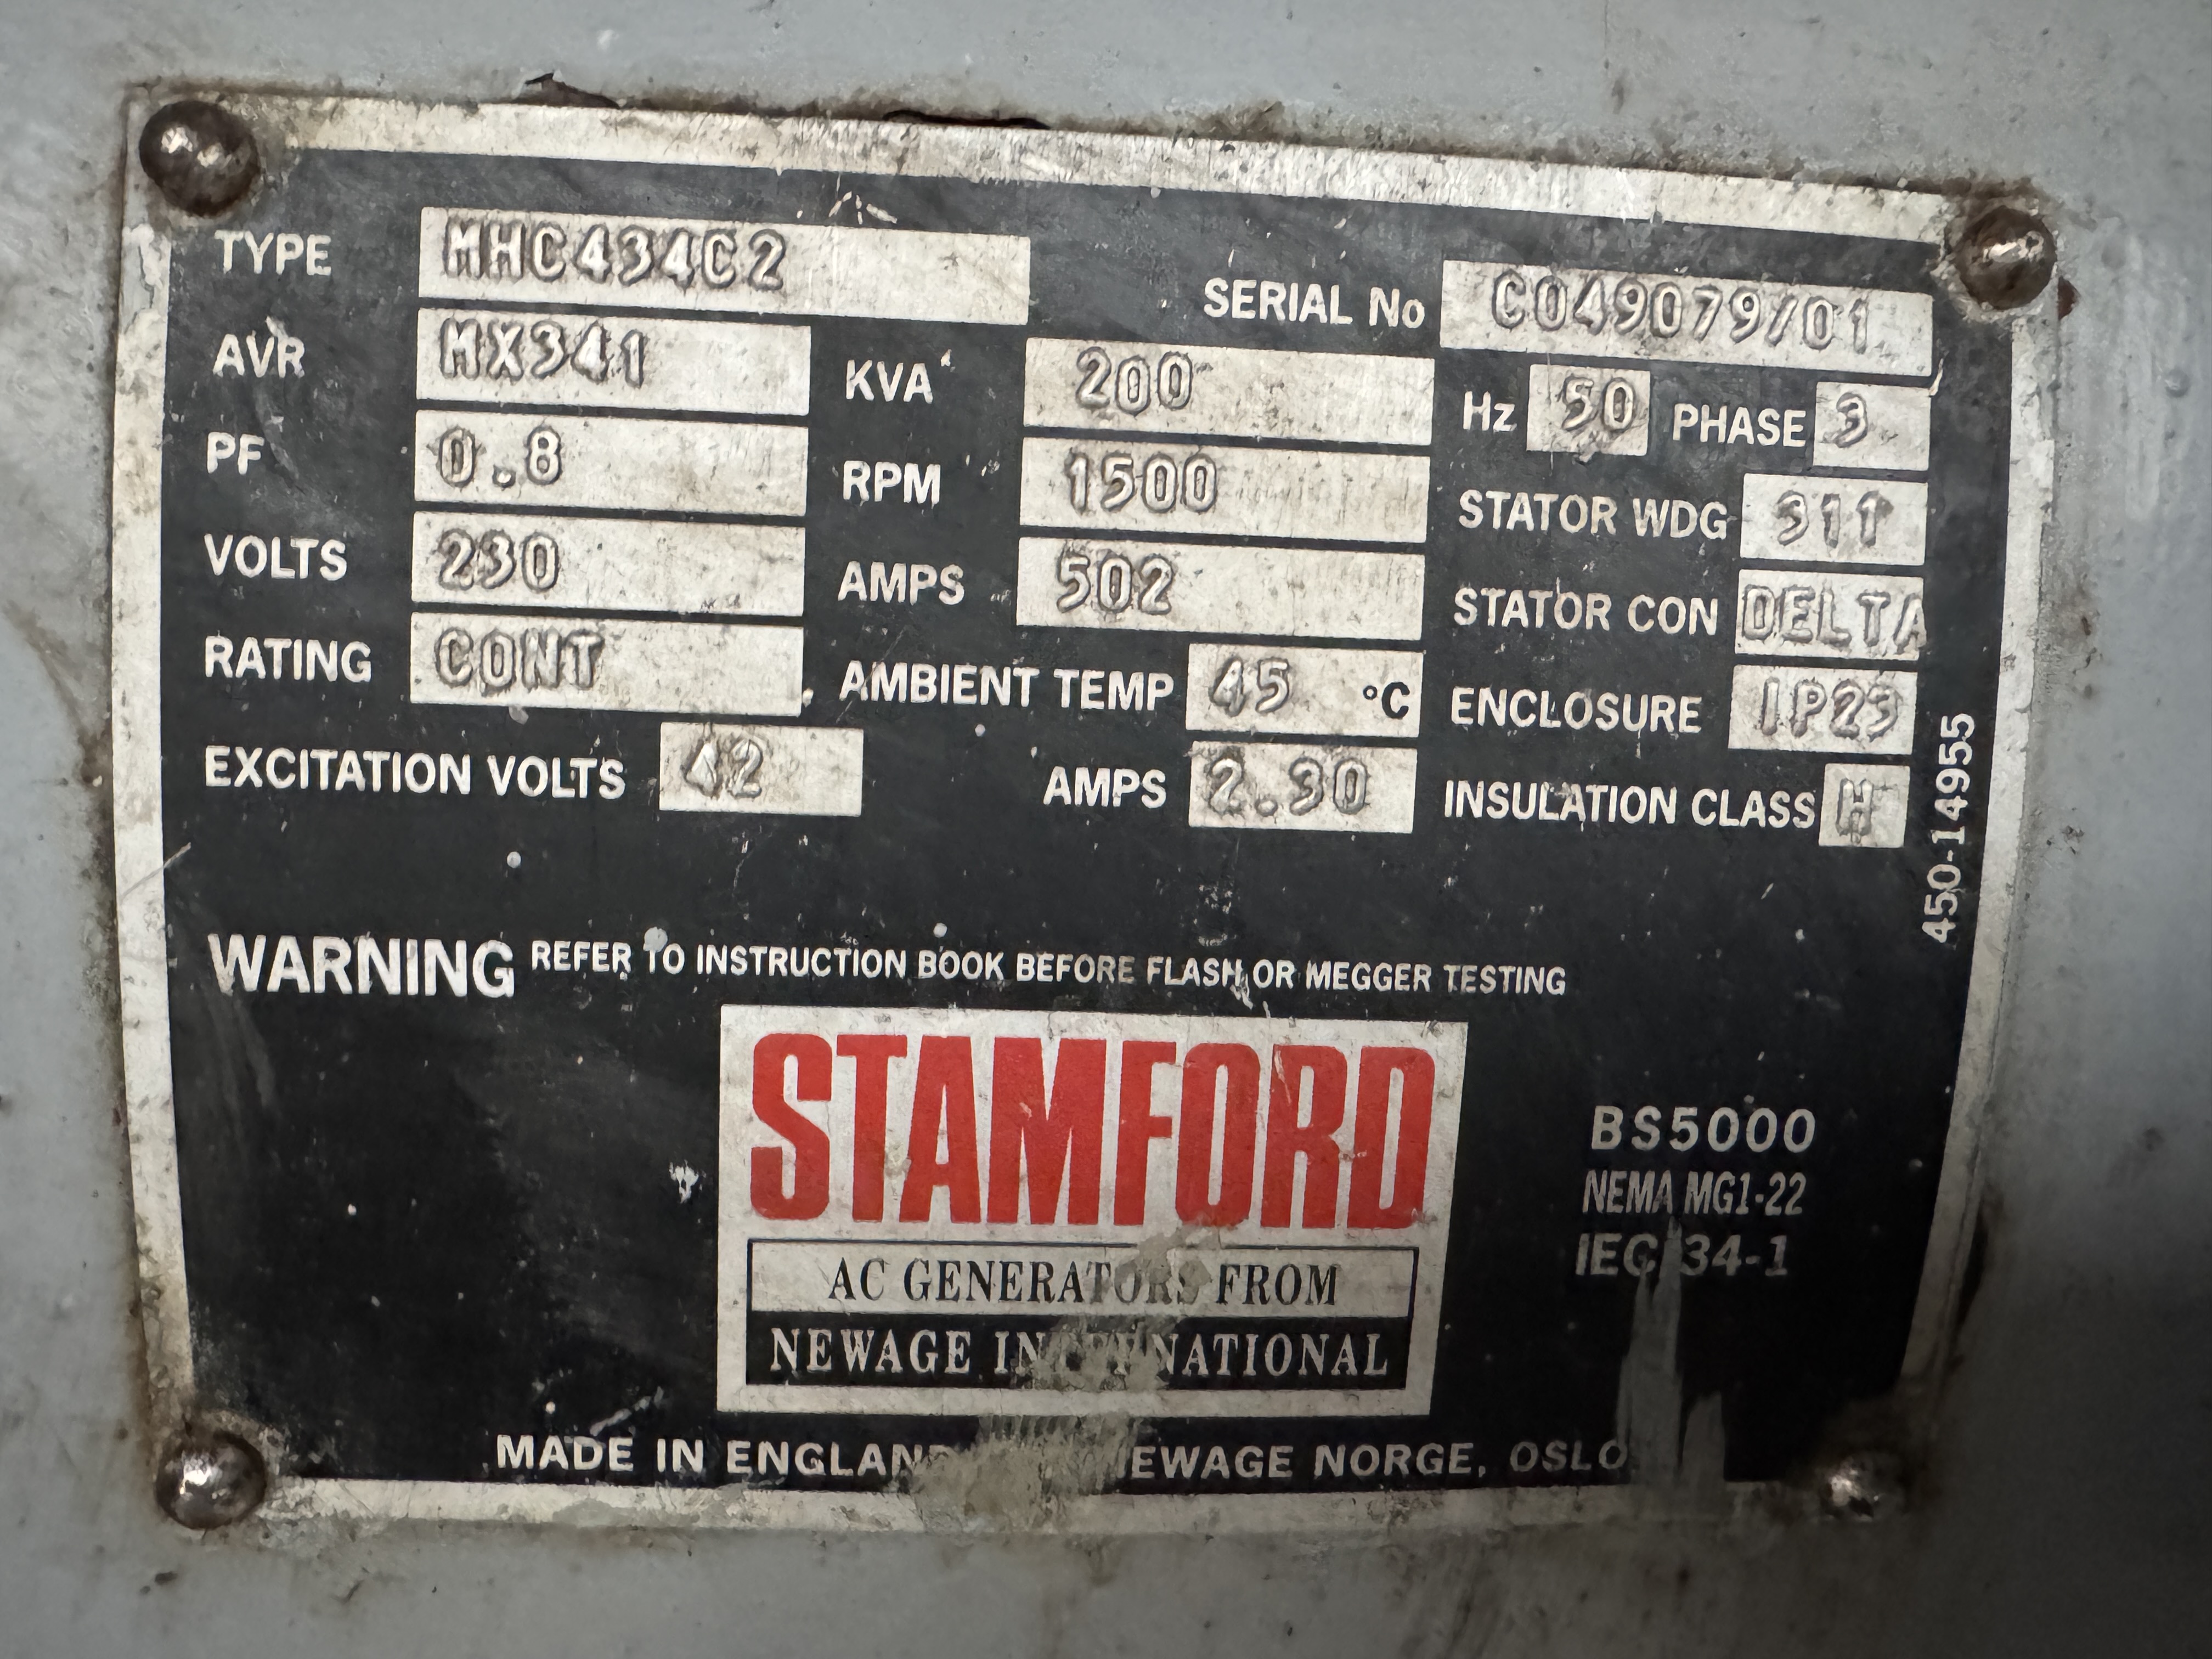 TYPE MHC434C2 SERIAL No C049079/01
AVR MX341 KVA 200 Hz 50 PHASE 3
PF 0.8 RPM 1500 STATOR WDG 311
VOLTS 230 AMPS 502 STATOR CON DELTA
RATING CONT AMBIENT TEMP 45 °C ENCLOSURE IP23
EXCITATION VOLTS 42 AMPS 2.30 INSULATION CLASS H
450-14955
WARNING REFER TO INSTRUCTION BOOK BEFORE FLASH OR MEGGER TESTING
STAMFORD
AC GENERATORS FROM
NEWAGE INTERNATIONAL
BS5000
NEMA MG1-22
IEC 34-1
MADE IN ENGLAND NEWAGE NORGE, OSLO